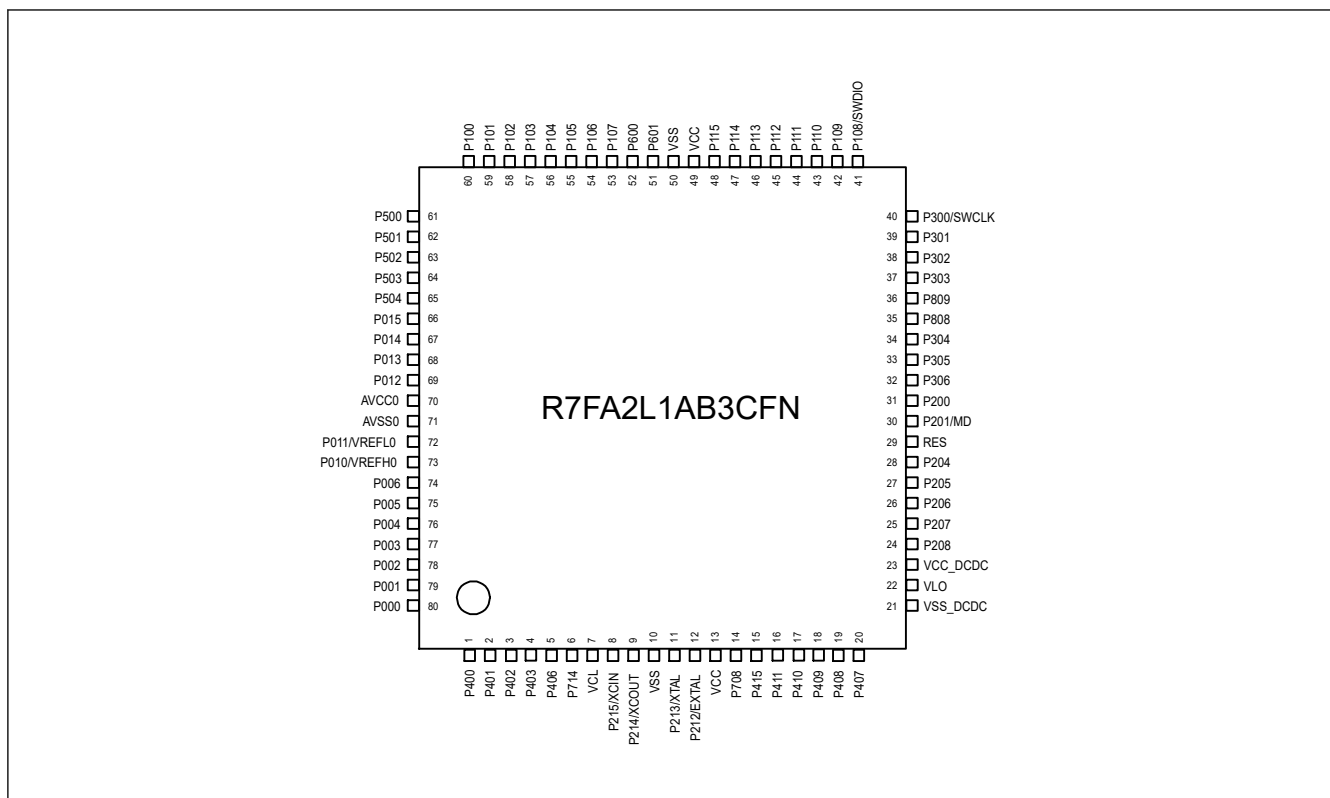 P100 P101 P102 P103 P104 P105 P106 P107 P600 P601 VSS VCC P115 P114 P113 P112 P111 P110 P109 P108/SWDIO
60 59 58 57 56 55 54 53 52 51 50 49 48 47 46 45 44 43 42 41
P500 61 40 P300/SWCLK
P501 62 39 P301
P502 63 38 P302
P503 64 37 P303
P504 65 36 P809
P015 66 35 P808
P014 67 34 P304
P013 68 33 P305
P012 69 32 P306
AVCC0 70 R7FA2L1AB3CFN 31 P200
AVSS0 71 30 P201/MD
P011/VREFL0 72 29 RES
P010/VREFH0 73 28 P204
P006 74 27 P205
P005 75 26 P206
P004 76 25 P207
P003 77 24 P208
P002 78 23 VCC_DCDC
P001 79 22 VLO
P000 80 21 VSS_DCDC
1 2 3 4 5 6 7 8 9 10 11 12 13 14 15 16 17 18 19 20
P400 P401 P402 P403 P406 P714 VCL P215/XCIN P214/XCOUT VSS P213/XTAL P212/EXTAL VCC P708 P415 P411 P410 P409 P408 P407